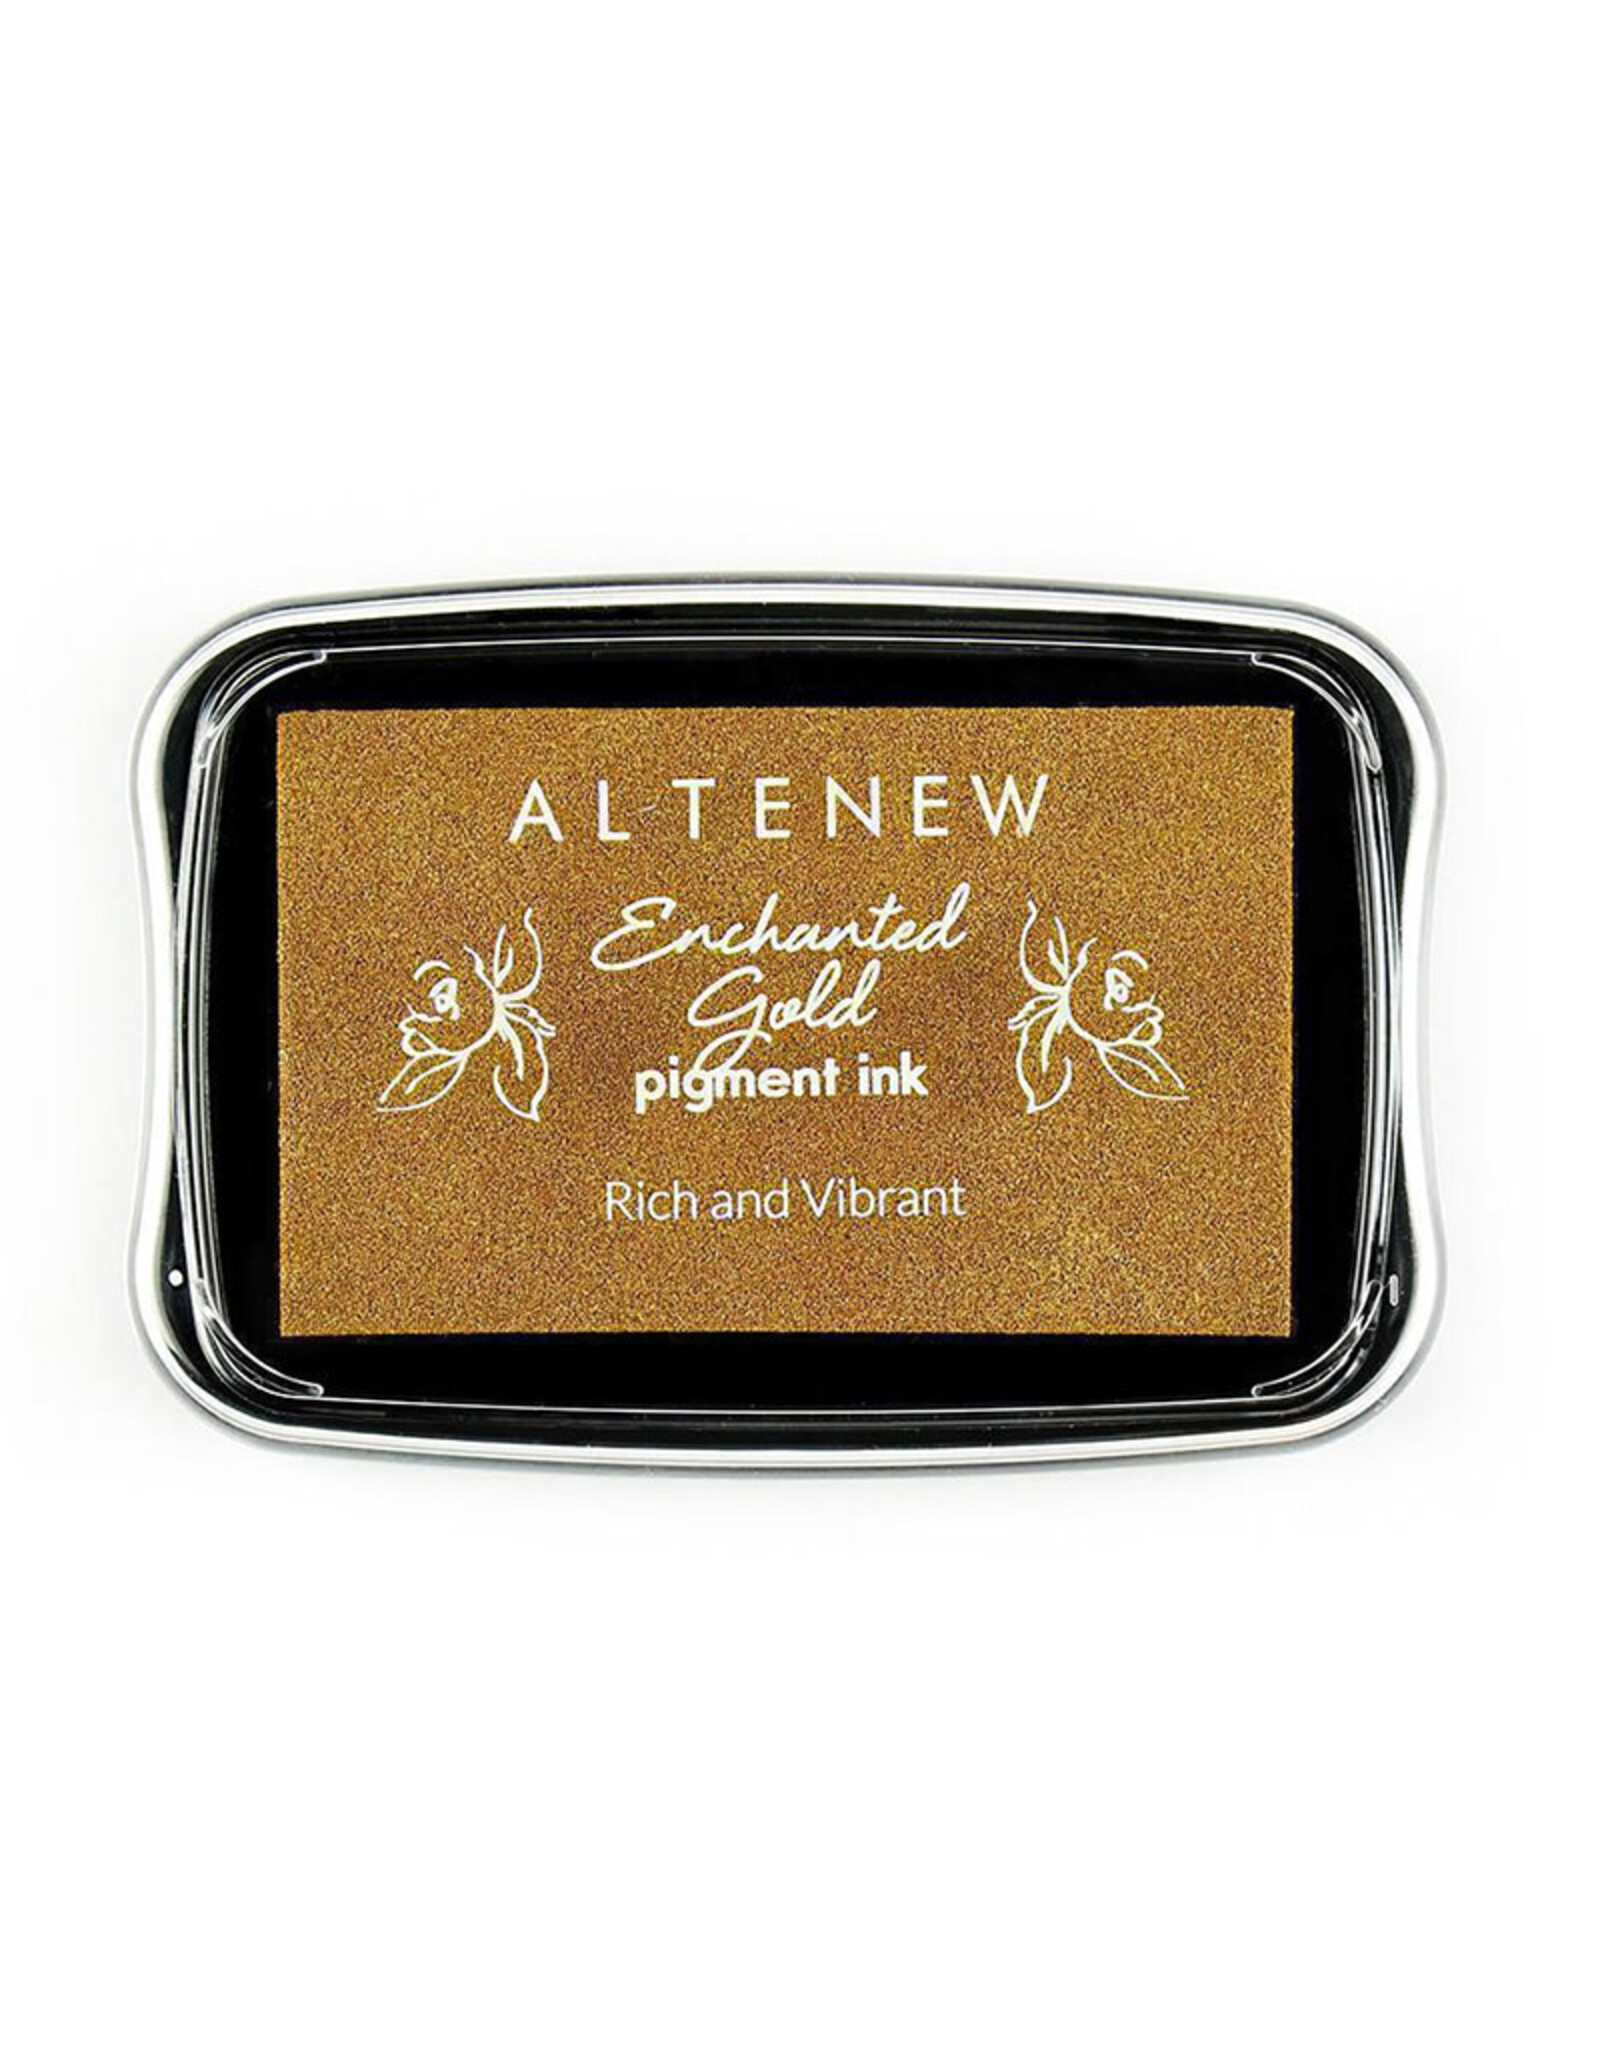 ALTENEW
Enchanted
Gold
pigment ink
Rich and Vibrant